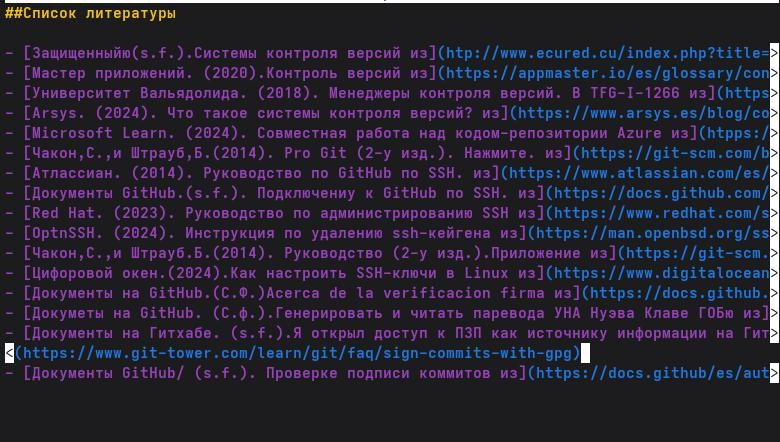 ##Список литературы
- [Защищенныйю(s.f.).Системы контроля версий из](htp://www.ecured.cu/index.php?title=>
- [Мастер приложений. (2020).Контроль версий из](https://appmaster.io/es/glossary/con>
- [Университет Вальядолида. (2018). Менеджеры контроля версий. В TFG-I-1266 из](https>
- [Arsys. (2024). Что такое системы контроля версий? из](https://www.arsys.es/blog/co>
- [Microsoft Learn. (2024). Совместная работа над кодом-репозитории Azure из](htpps:/>
- [Чакон,С.,и Штрауб,Б.(2014). Pro Git (2-у изд.). Нажмите. из](https://git-scm.com/b>
- [Атлассиан. (2014). Руководство по GitHub по SSH. из](https://www.atlassian.com/es/>
- [Документы GitHub.(s.f.). Подключениу к GitHub по SSH. из](https://docs.github.com/>
- [Red Hat. (2023). Руководство по администрированию SSH из](https://www.redhat.com/s>
- [OptnSSH. (2024). Инструкция по удалению ssh-кейгена из](https://man.openbsd.org/ss>
- [Чакон,С.,и Штрауб.Б.(2014). Руководство (2-у изд.).Приложение из](https://git-scm.>
- [Цифоровой окен.(2024).Как настроить SSH-ключи в Linux из](https://www.digitalocean>
- [Документы на GitHub.(С.Ф.)Acerca de la verificacion firma из](https://docs.github.>
- [Докуметы на GitHub. (С.ф.).Генерировать и читать паревода УНА Нуэва Клаве ГОБю из]>
- [Документы на Гитхабе. (s.f.).Я открыл доступ к ПЗП как источнику информации на Гит>
<(https://www.git-tower.com/learn/git/faq/sign-commits-with-gpg)
- [Документы GitHub/ (s.f.). Проверке подписи коммитов из](https://docs.github/es/aut>